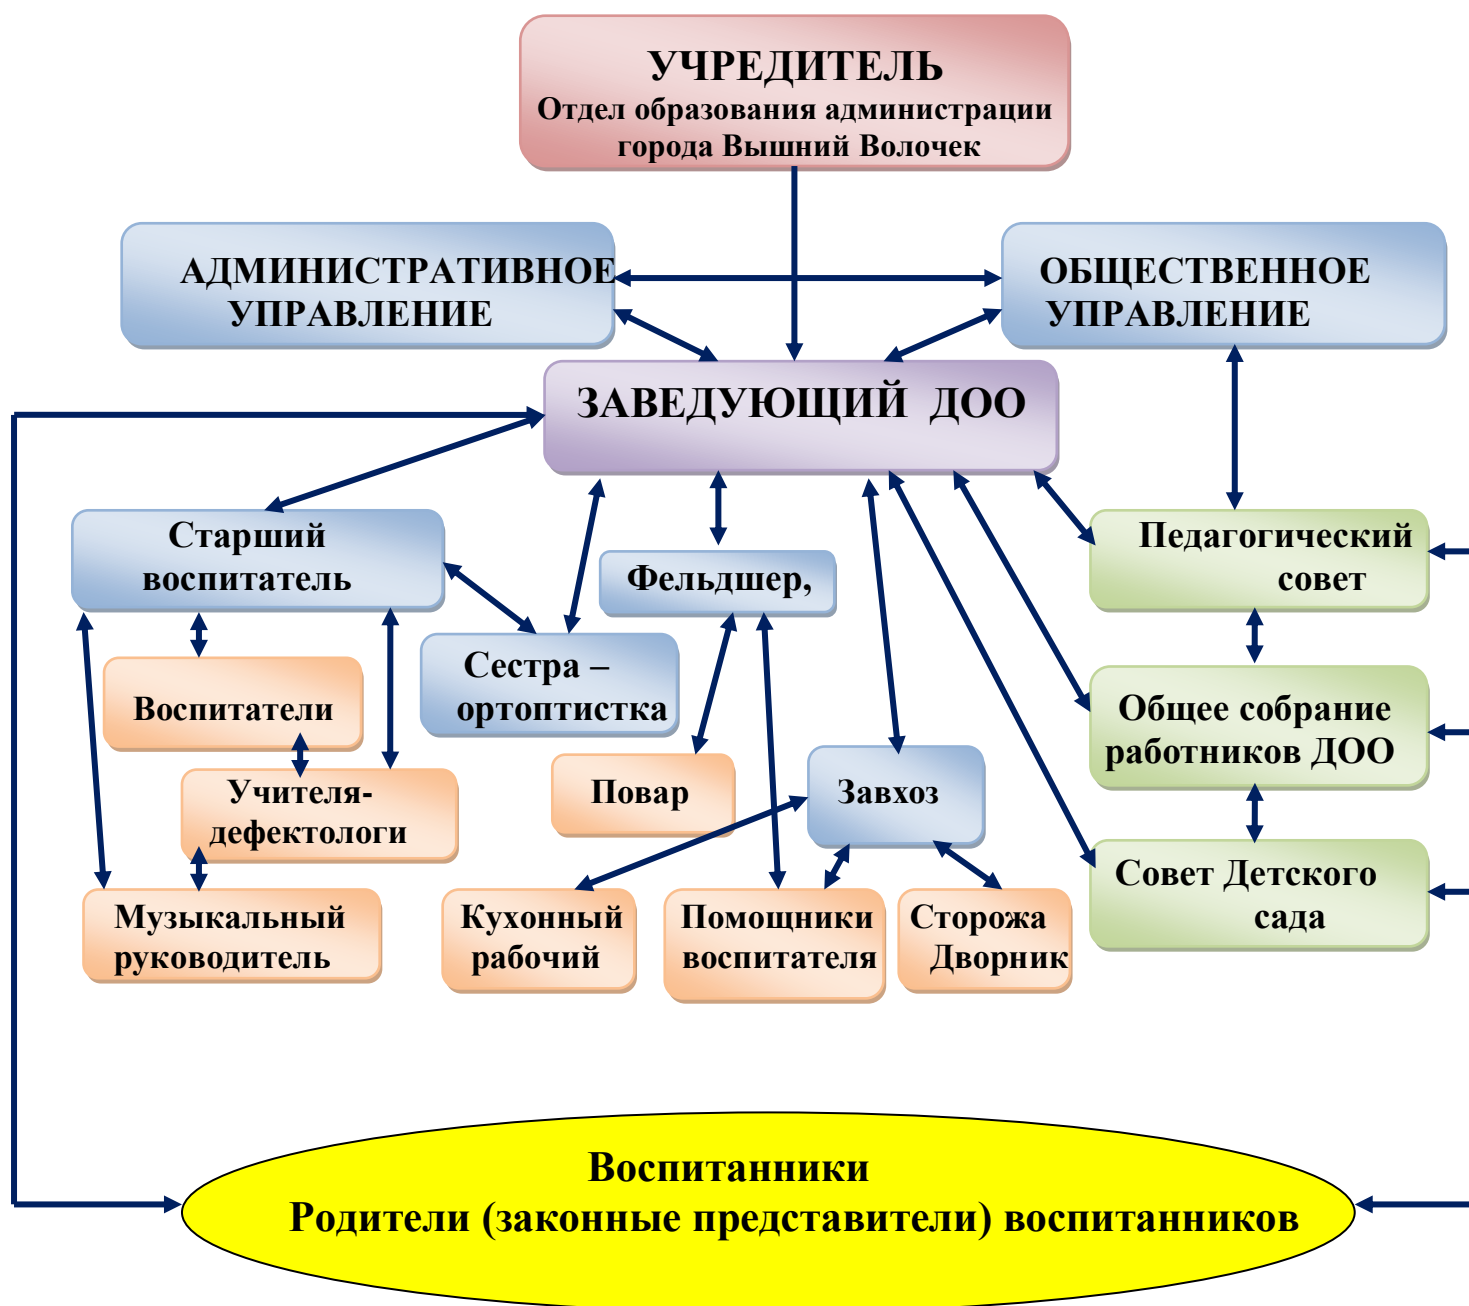 УЧРЕДИТЕЛЬ
Отдел образования администрации
города Вышний Волочек
АДМИНИСТРАТИВНОЕ
УПРАВЛЕНИЕ
ОБЩЕСТВЕННОЕ
УПРАВЛЕНИЕ
ЗАВЕДУЮЩИЙ ДОО
Старший
воспитатель
Фельдшер,
Педагогический
совет
Сестра –
ортоптистка
Воспитатели
Общее собрание
работников ДОО
Учителя-
дефектологи
Повар
Завхоз
Совет Детского
сада
Музыкальный
руководитель
Кухонный
рабочий
Помощники
воспитателя
Сторожа
Дворник
Воспитанники
Родители (законные представители) воспитанников